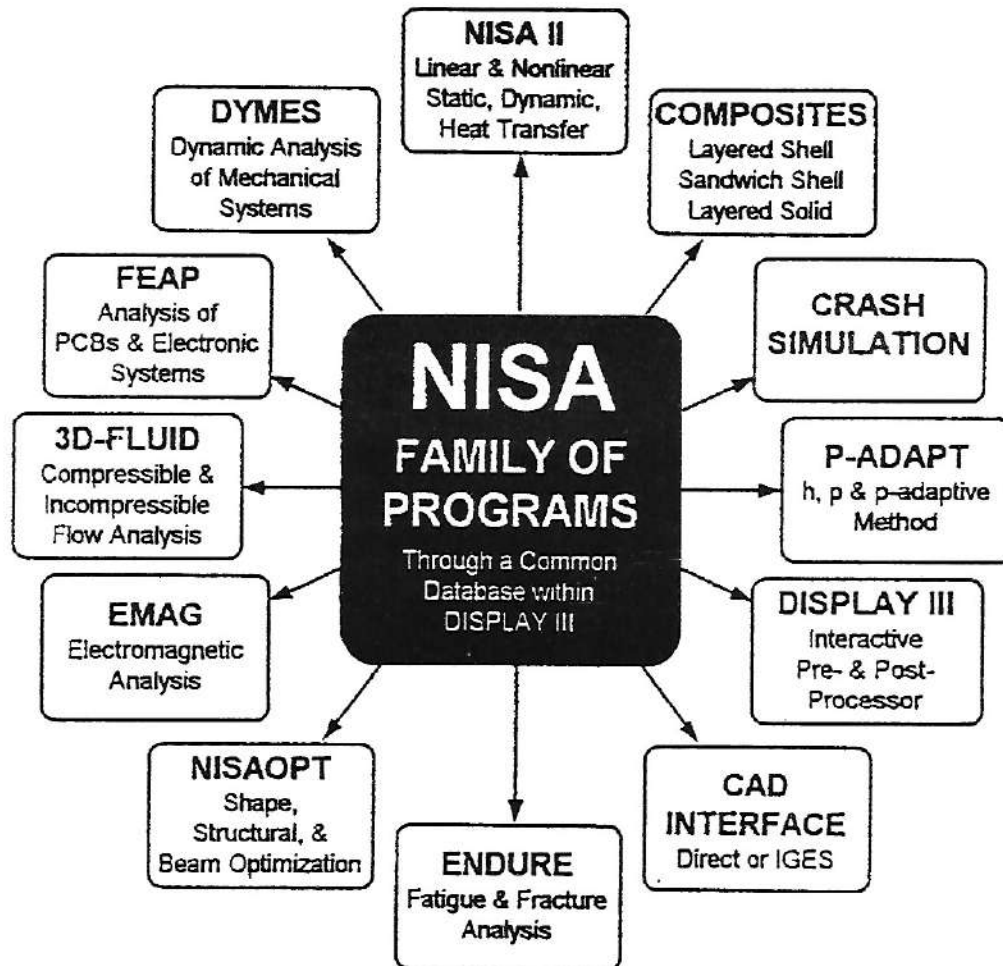 NISA II
Linear & Nonlinear
Static, Dynamic,
Heat Transfer
DYMES
Dynamic Analysis
of Mechanical
Systems
COMPOSITES
Layered Shell
Sandwich Shell
Layered Solid
FEAP
Analysis of
PCBs & Electronic
Systems
CRASH
SIMULATION
NISA
FAMILY OF
PROGRAMS
Through a Common
Database within
DISPLAY III
3D-FLUID
Compressible &
Incompressible
Flow Analysis
P-ADAPT
h, p & p-adaptive
Method
EMAG
Electromagnetic
Analysis
DISPLAY III
Interactive
Pre- & Post-
Processor
NISAOPT
Shape,
Structural, &
Beam Optimization
ENDURE
Fatigue & Fracture
Analysis
CAD
INTERFACE
Direct or IGES